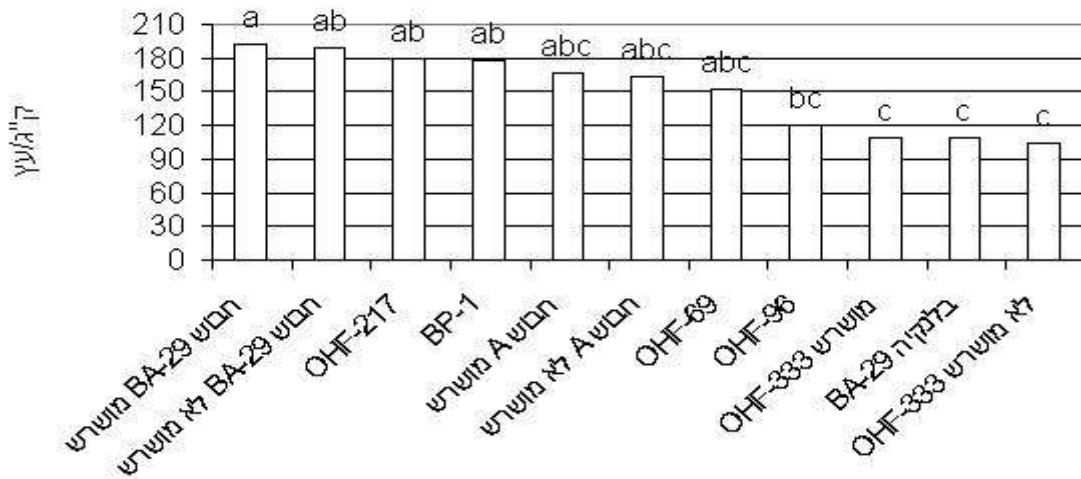 ק"ג/עץ
210
180
150
120
90
60
30
0
a
ab
ab
ab
abc
abc
abc
bc
c
c
c
חבוש BA-29 מושרש
חבוש BA-29 לא מושרש
OHF-217
BP-1
חבוש A מושרש
חבוש A לא מושרש
OHF-69
OHF-96
OHF-333 מושרש
בלנקיה BA-29
OHF-333 לא מושרש